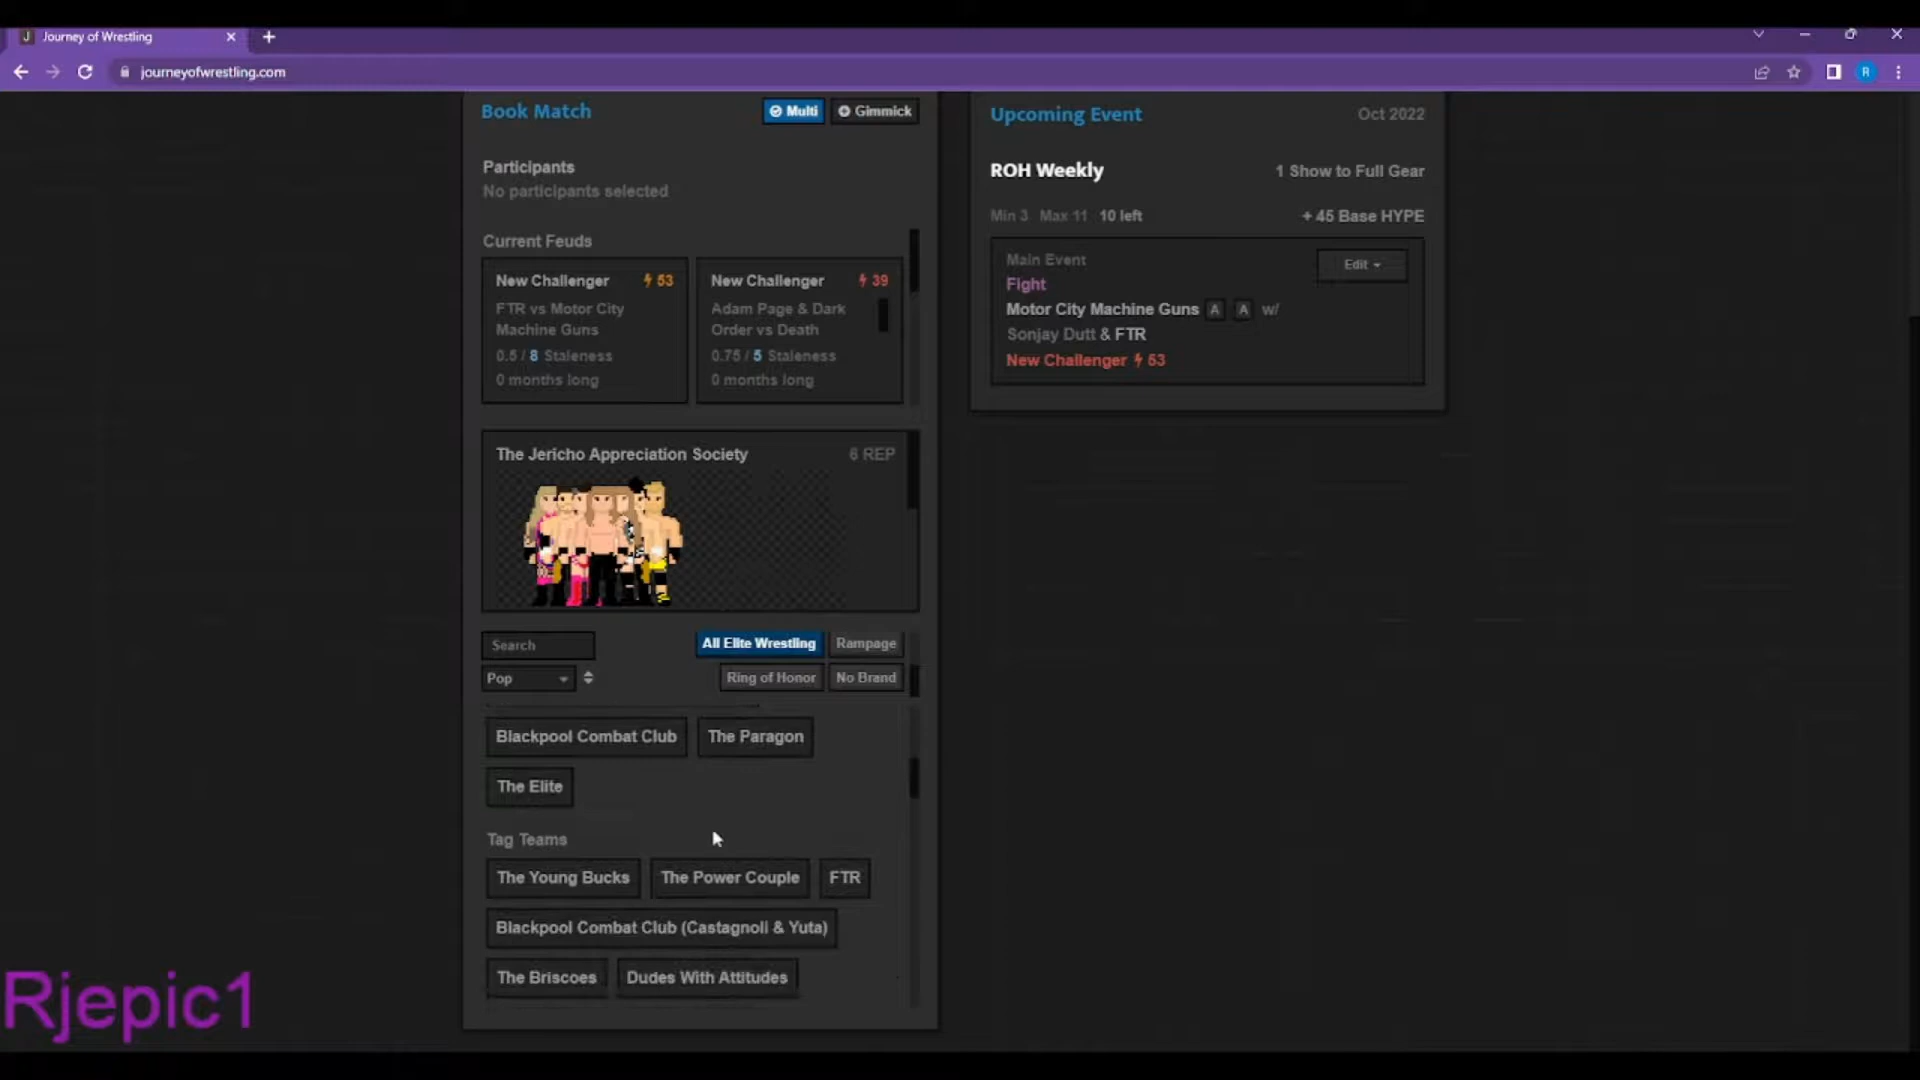 Journey of Wrestling
journeyofwrestling.com
R
Book Match
Multi
Gimmick
Participants
No participants selected
Current Feuds
New Challenger 53
FTR vs Motor City
Machine Guns
0.5 / 8 Staleness
0 months long
New Challenger 39
Adam Page & Dark
Order vs Death
0.75 / 5 Staleness
0 months long
The Jericho Appreciation Society 6 REP
Search
All Elite Wrestling
Rampage
Pop
Ring of Honor
No Brand
Blackpool Combat Club
The Paragon
The Elite
Tag Teams
The Young Bucks
The Power Couple
FTR
Blackpool Combat Club (Castagnoli & Yuta)
The Briscoes
Dudes With Attitudes
Upcoming Event Oct 2022
ROH Weekly 1 Show to Full Gear
Min 3 Max 11 10 left + 45 Base HYPE
Main Event
Edit
Fight
Motor City Machine Guns A A w/
Sonjay Dutt & FTR
New Challenger 53
Rjepic1